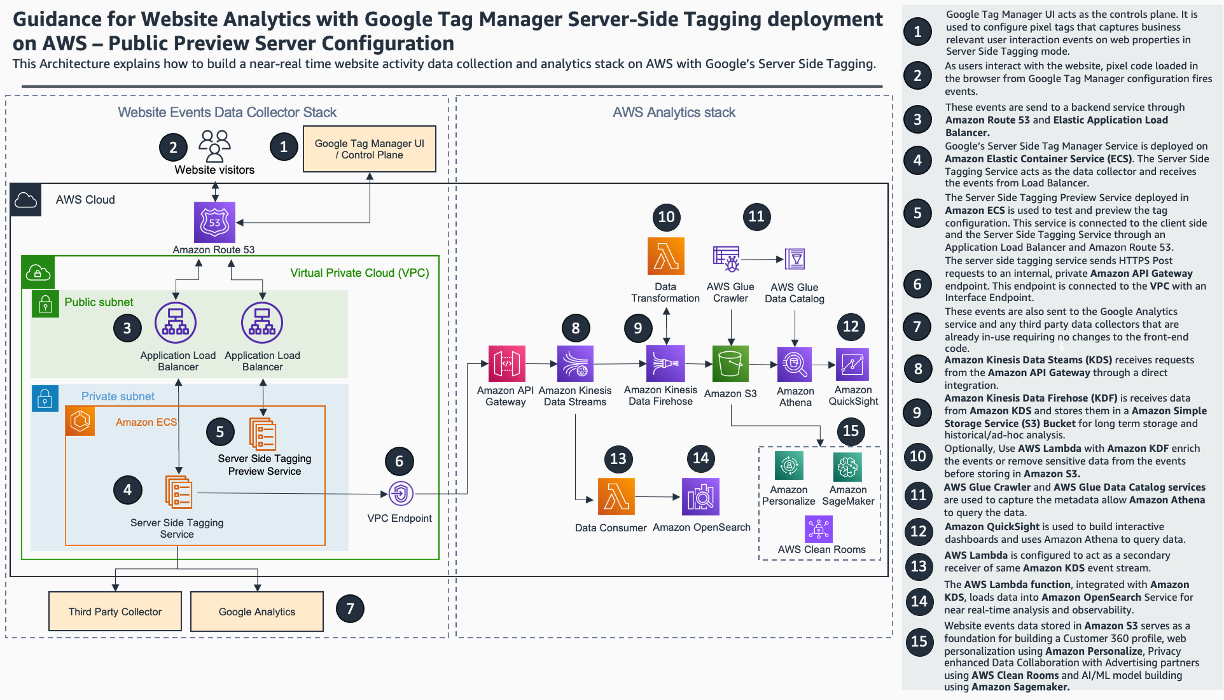 Guidance for Website Analytics with Google Tag Manager Server-Side Tagging deployment
on AWS – Public Preview Server Configuration
This Architecture explains how to build a near-real time website activity data collection and analytics stack on AWS with Google's Server Side Tagging.
Website Events Data Collector Stack
AWS Analytics stack
2
Website visitors
1
Google Tag Manager UI
/ Control Plane
AWS Cloud
53
Amazon Route 53
Virtual Private Cloud (VPC)
Public subnet
3
Application Load
Balancer
Application Load
Balancer
Private subnet
Amazon ECS
5
Server Side Tagging
Preview Service
4
Server Side Tagging
Service
6
VPC Endpoint
Third Party Collector
Google Analytics
7
10
11
Data
Transformation
AWS Glue
Crawler
AWS Glue
Data Catalog
8
9
12
Amazon API
Gateway
Amazon Kinesis
Data Streams
Amazon Kinesis
Data Firehose
Amazon S3
Amazon
Athena
Amazon
QuickSight
13
14
15
Data Consumer
Amazon OpenSearch
Amazon
Personalize
Amazon
SageMaker
AWS Clean Rooms
1
Google Tag Manager UI acts as the controls plane. It is
used to configure pixel tags that captures business
relevant user interaction events on web properties in
Server Side Tagging mode.
2
As users interact with the website, pixel code loaded in
the browser from Google Tag Manager configuration fires
events.
3
These events are send to a backend service through
Amazon Route 53 and Elastic Application Load
Balancer.
4
Google's Server Side Tag Manager Service is deployed on
Amazon Elastic Container Service (ECS). The Server Side
Tagging Service acts as the data collector and receives
the events from Load Balancer.
5
The Server Side Tagging Preview Service deployed in
Amazon ECS is used to test and preview the tag
configuration. This service is connected to the client side
and the Server Side Tagging Service through an
Application Load Balancer and Amazon Route 53.
6
The server side tagging service sends HTTPS Post
requests to an internal, private Amazon API Gateway
endpoint. This endpoint is connected to the VPC with an
Interface Endpoint.
7
These events are also sent to the Google Analytics
service and any third party data collectors that are
already in-use requiring no changes to the front-end
code.
8
Amazon Kinesis Data Steams (KDS) receives requests
from the Amazon API Gateway through a direct
integration.
9
Amazon Kinesis Data Firehose (KDF) is receives data
from Amazon KDS and stores them in a Amazon Simple
Storage Service (S3) Bucket for long term storage and
historical/ad-hoc analysis.
10
Optionally, Use AWS Lambda with Amazon KDF enrich
the events or remove sensitive data from the events
before storing in Amazon S3.
11
AWS Glue Crawler and AWS Glue Data Catalog services
are used to capture the metadata allow Amazon Athena
to query the data.
12
Amazon QuickSight is used to build interactive
dashboards and uses Amazon Athena to query data.
13
AWS Lambda is configured to act as a secondary
receiver of same Amazon KDS event stream.
14
The AWS Lambda function, integrated with Amazon
KDS, loads data into Amazon OpenSearch Service for
near real-time analysis and observability.
15
Website events data stored in Amazon S3 serves as a
foundation for building a Customer 360 profile, web
personalization using Amazon Personalize, Privacy
enhanced Data Collaboration with Advertising partners
using AWS Clean Rooms and AI/ML model building
using Amazon Sagemaker.